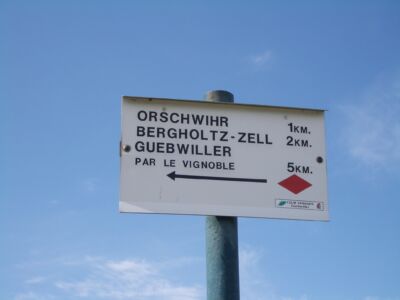 ORSCHWIHR 1KM.
BERGHOLTZ-ZELL 2KM.
GUEBWILLER
PAR LE VIGNOBLE 5KM.